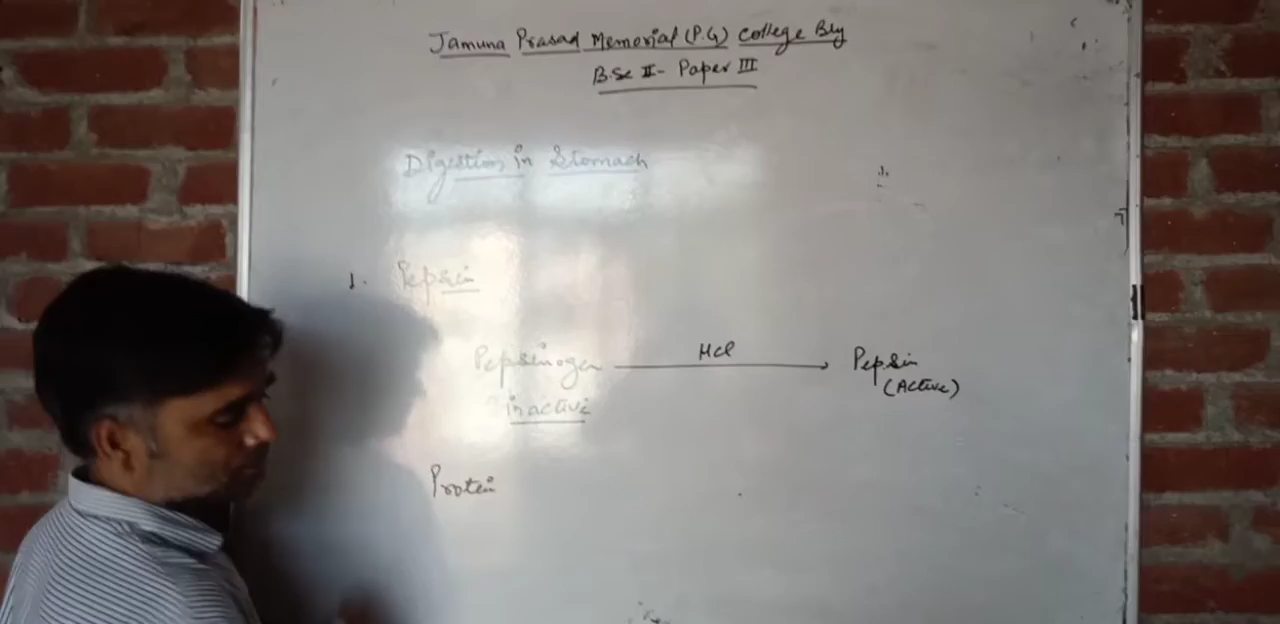 Jamuna Prasad Memorial (P.G) College Bly
B.Sc II - Paper III
Digestion in Stomach
1. Pepsin
Pepsinogen ⟶ HCl ⟶ Pepsin
inactive (Active)
Protein